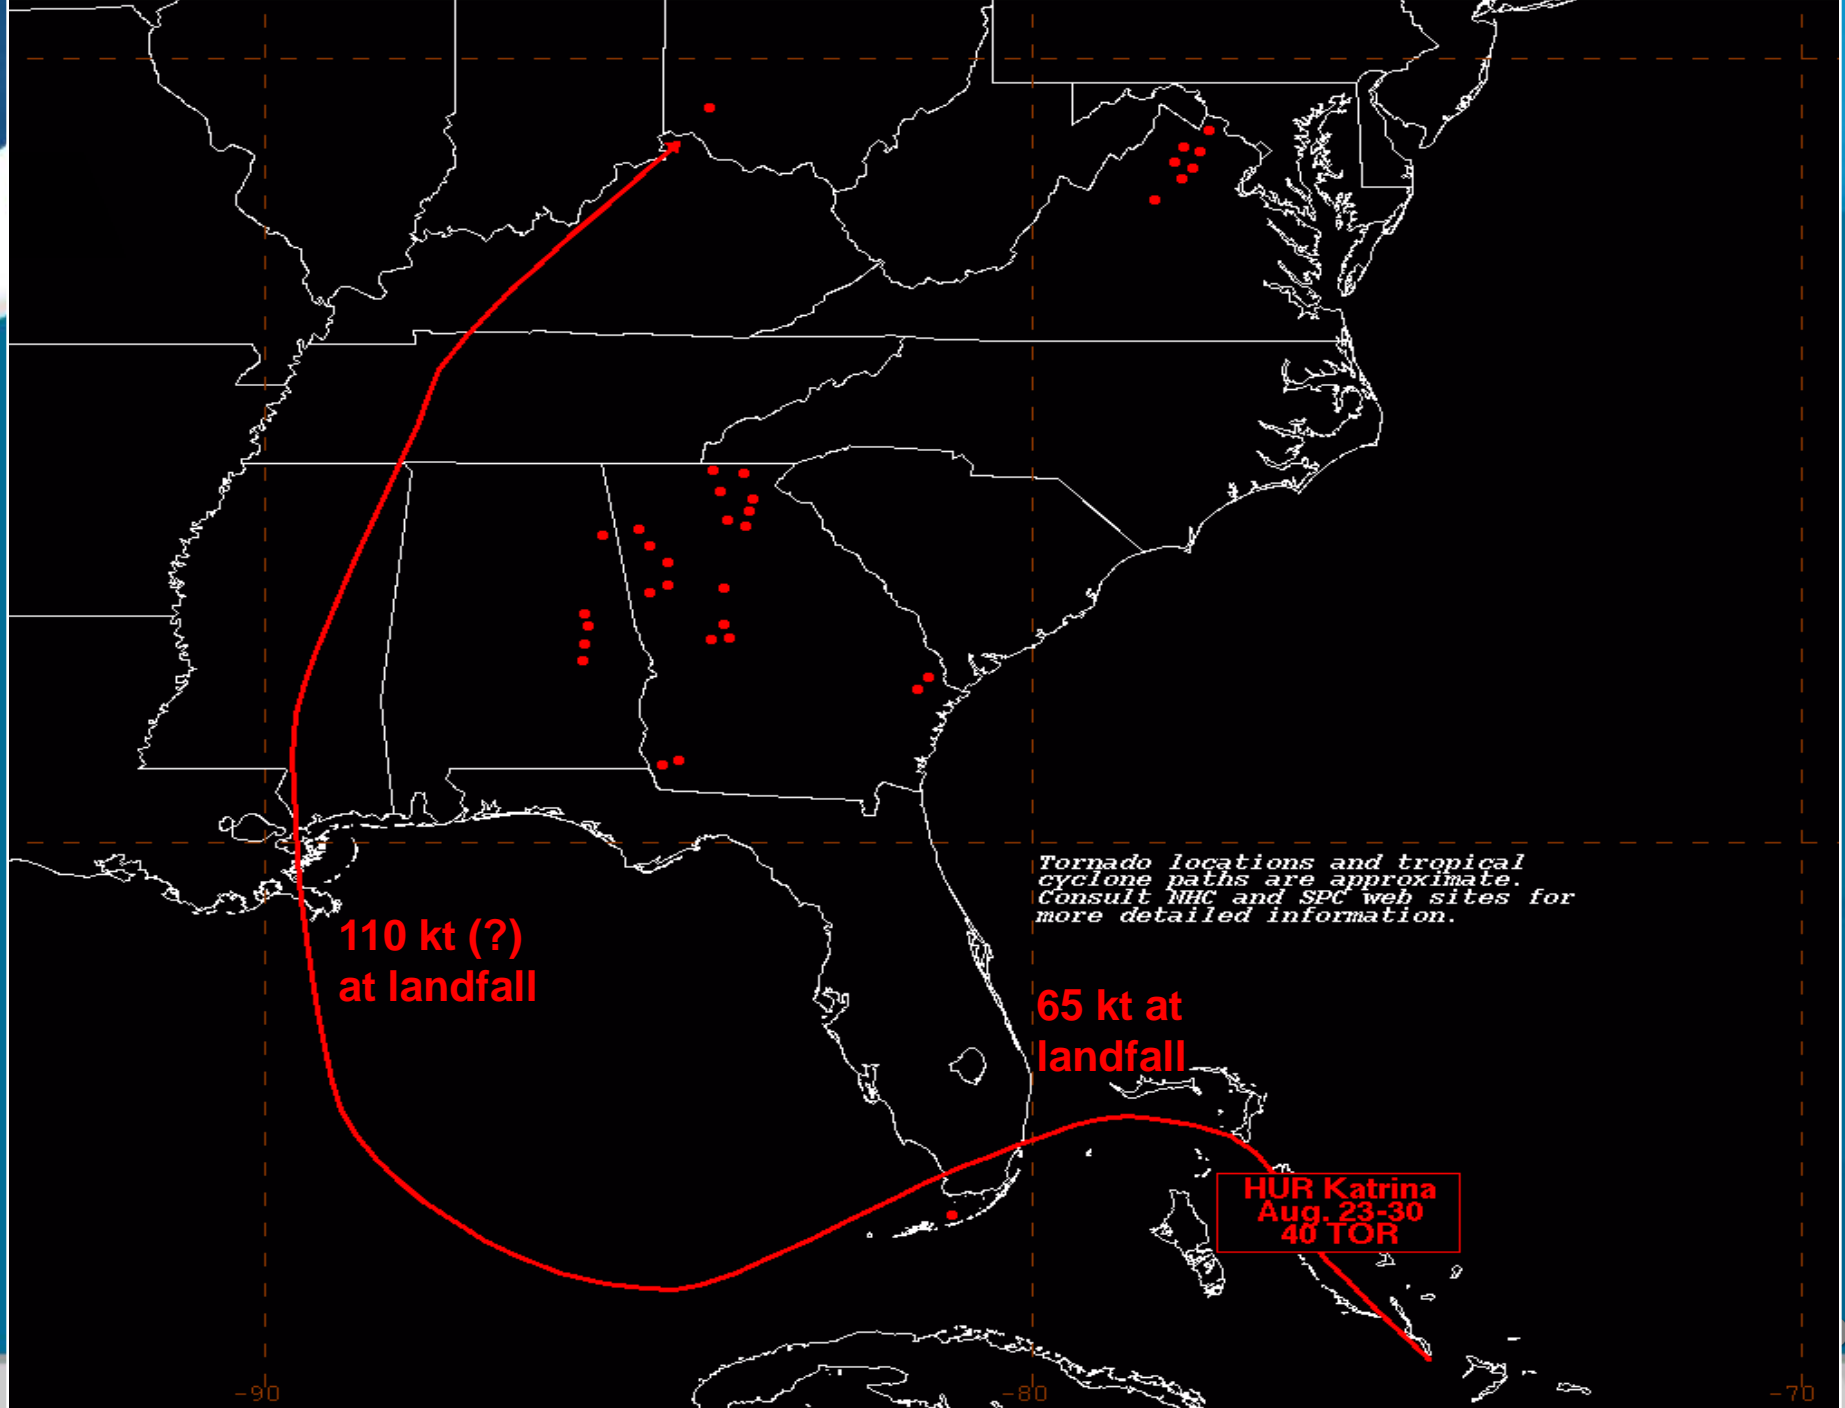 Tornado locations and tropical
cyclone paths are approximate.
Consult NHC and SPC web sites for
more detailed information.
110 kt (?)
at landfall
65 kt at
landfall
HUR Katrina
Aug. 23-30
40 TOR
-90
-80
-70